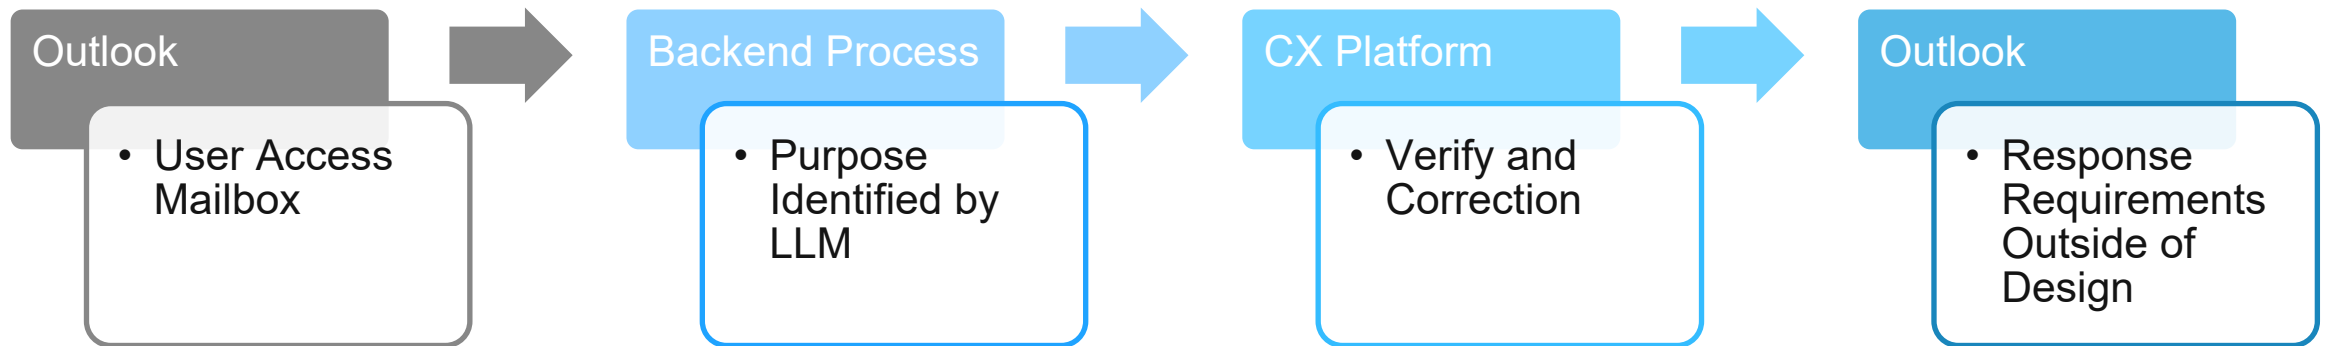 Outlook
• User Access
Mailbox
Backend Process
• Purpose
Identified by
LLM
CX Platform
• Verify and
Correction
Outlook
• Response
Requirements
Outside of
Design